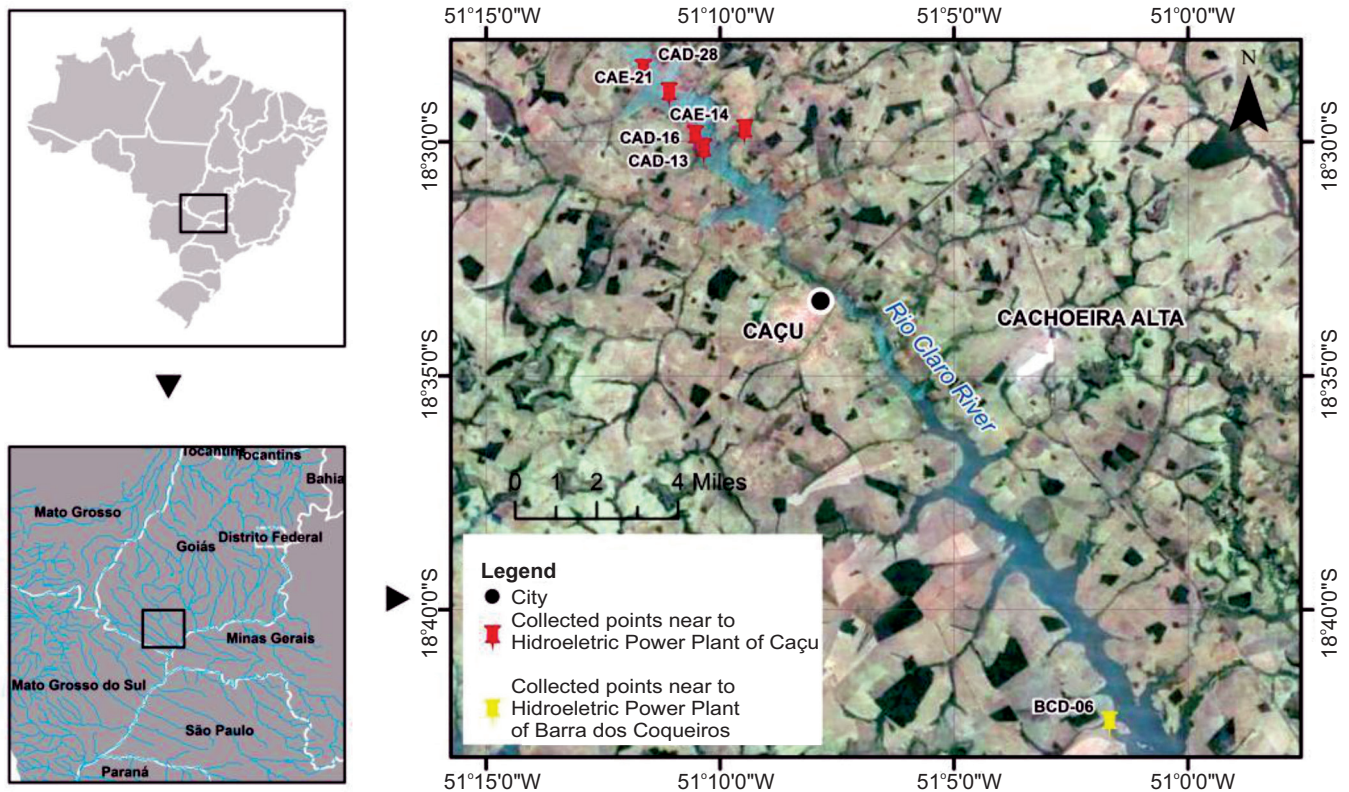 51°15'0"W
51°10'0"W
51°5'0"W
51°0'0"W
N
CAD-28
CAE-21
CAE-14
CAD-16
CAD-13
18°30'0"S
18°30'0"S
CAÇU
Rio Claro River
CACHOEIRA ALTA
18°35'0"S
18°35'0"S
0 1 2 4 Miles
Legend
City
Collected points near to
Hidroeletric Power Plant of Caçu
Collected points near to
Hidroeletric Power Plant
of Barra dos Coqueiros
18°40'0"S
18°40'0"S
BCD-06
51°15'0"W
51°10'0"W
51°5'0"W
51°0'0"W
Tocantins
Tocantins
Bahia
Mato Grosso
Goiás
Distrito Federal
Minas Gerais
Mato Grosso do Sul
São Paulo
Paraná